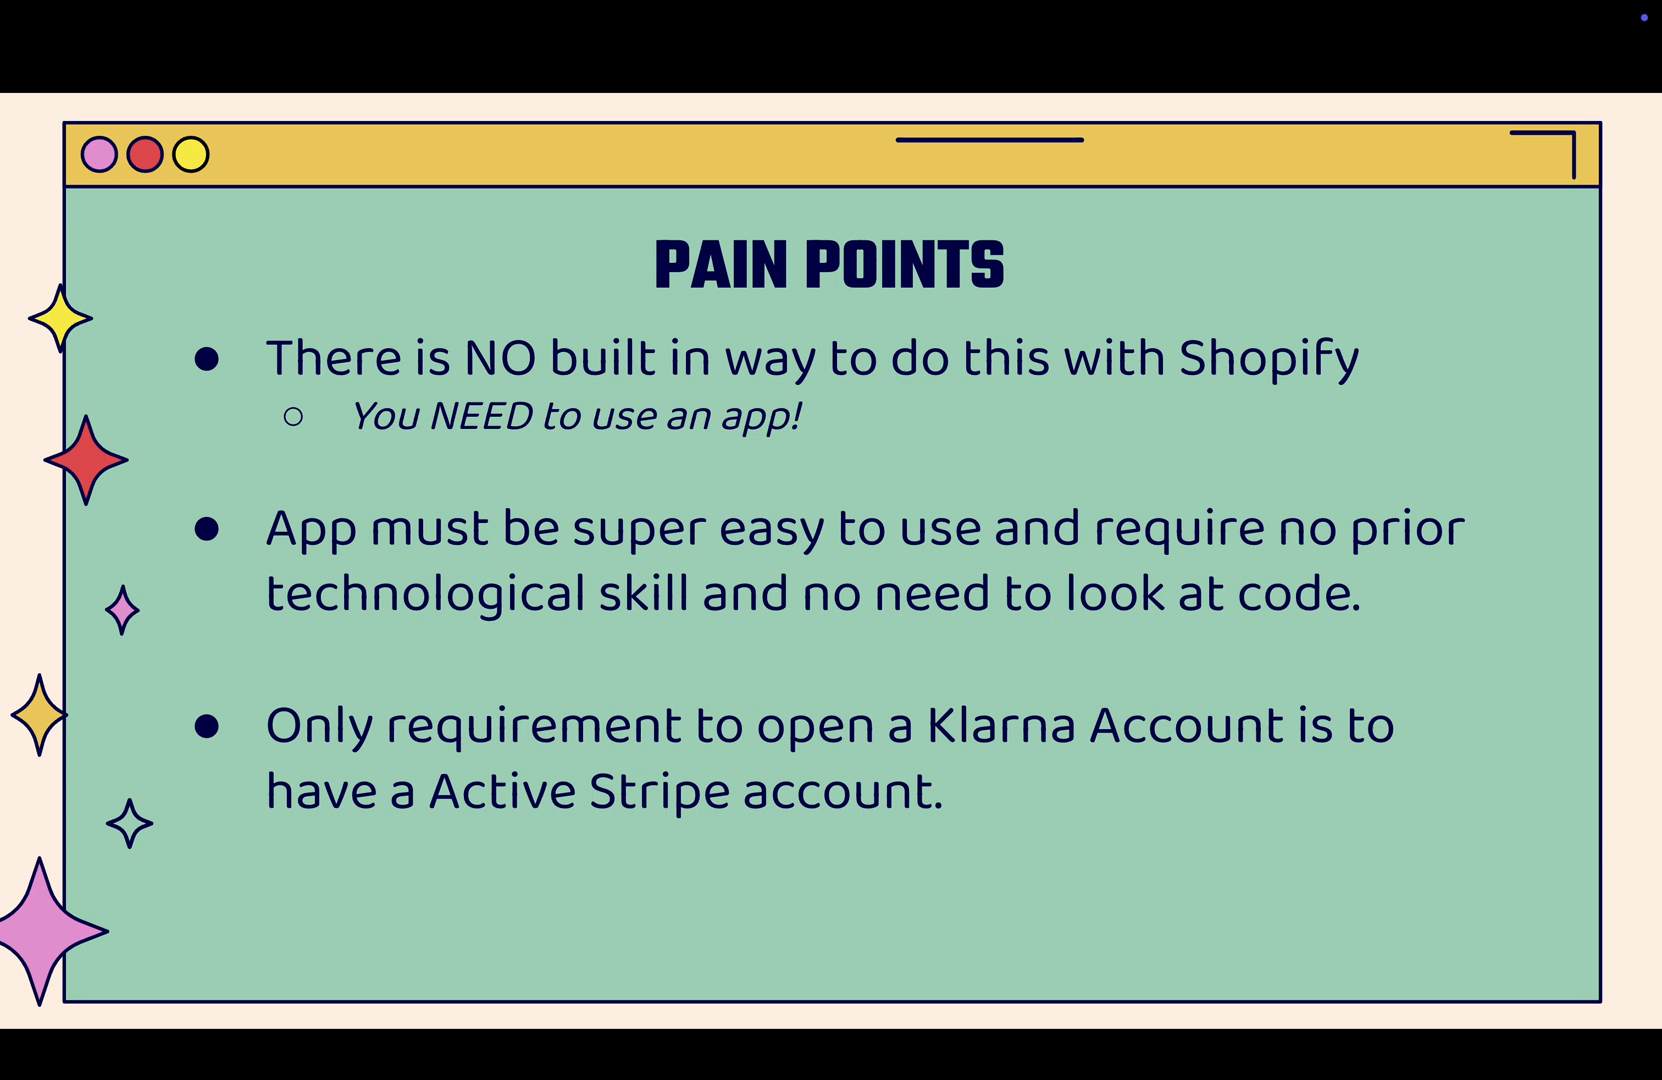 PAIN POINTS
● There is NO built in way to do this with Shopify
○ You NEED to use an app!
● App must be super easy to use and require no prior
technological skill and no need to look at code.
● Only requirement to open a Klarna Account is to
have a Active Stripe account.